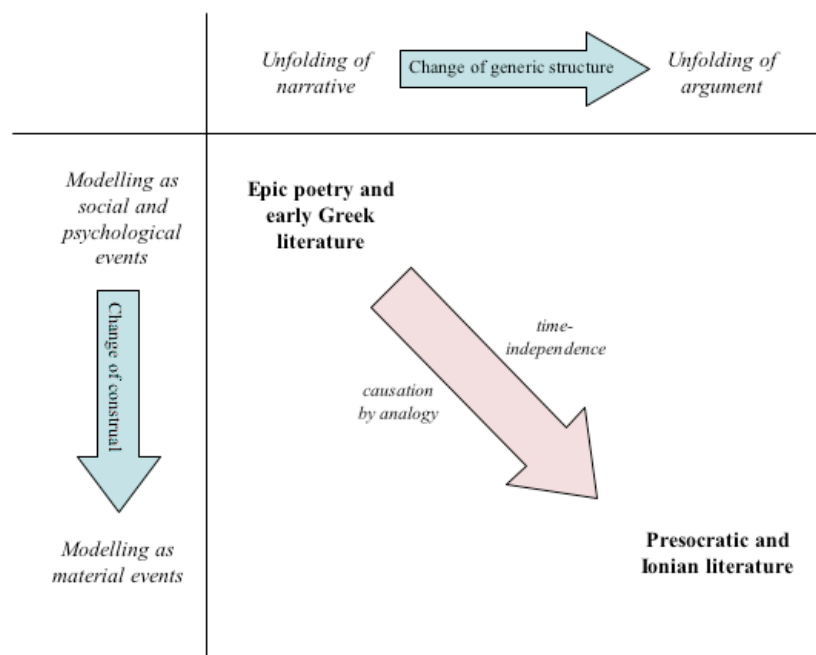 Unfolding of
narrative
Change of generic structure
Unfolding of
argument
Modelling as
social and
psychological
events
Change of construal
Modelling as
material events
Epic poetry and
early Greek
literature
time-
independence
causation
by analogy
Presocratic and
Ionian literature